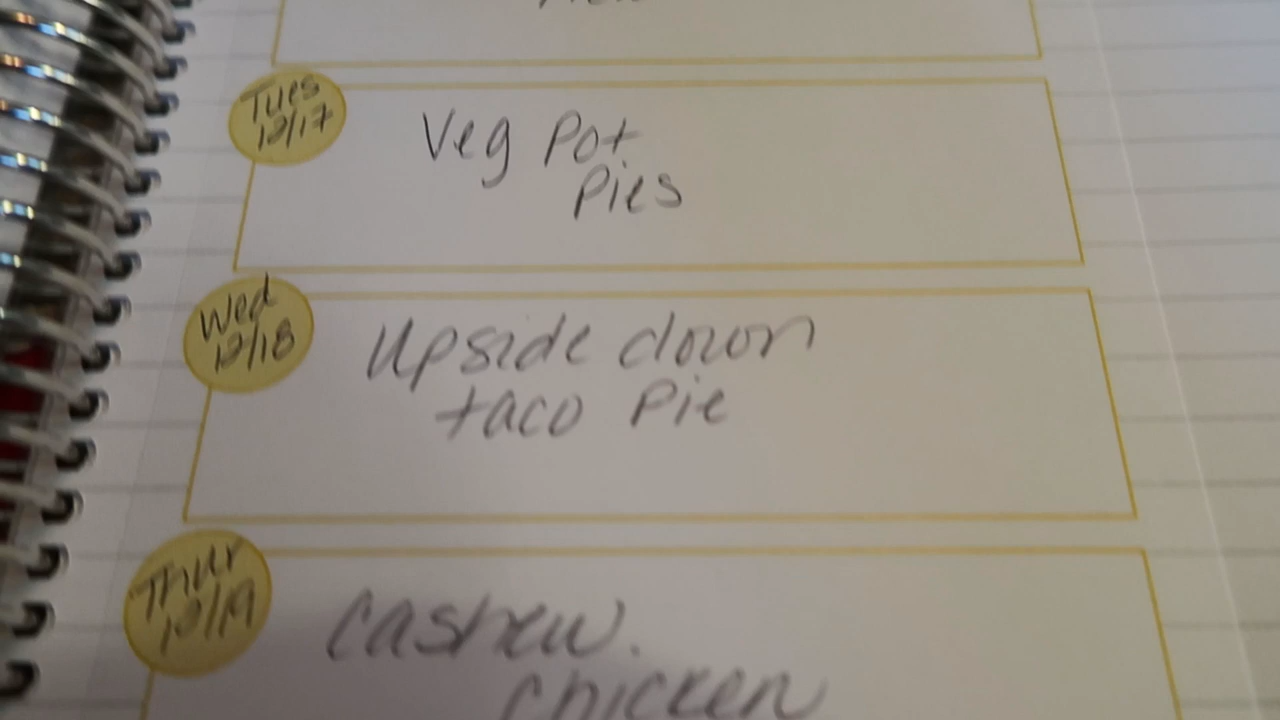 Tues
12/17
Veg Pot
Pies
Wed
12/18
Upside down
taco Pie
Thur
12/19
Cashew
chicken